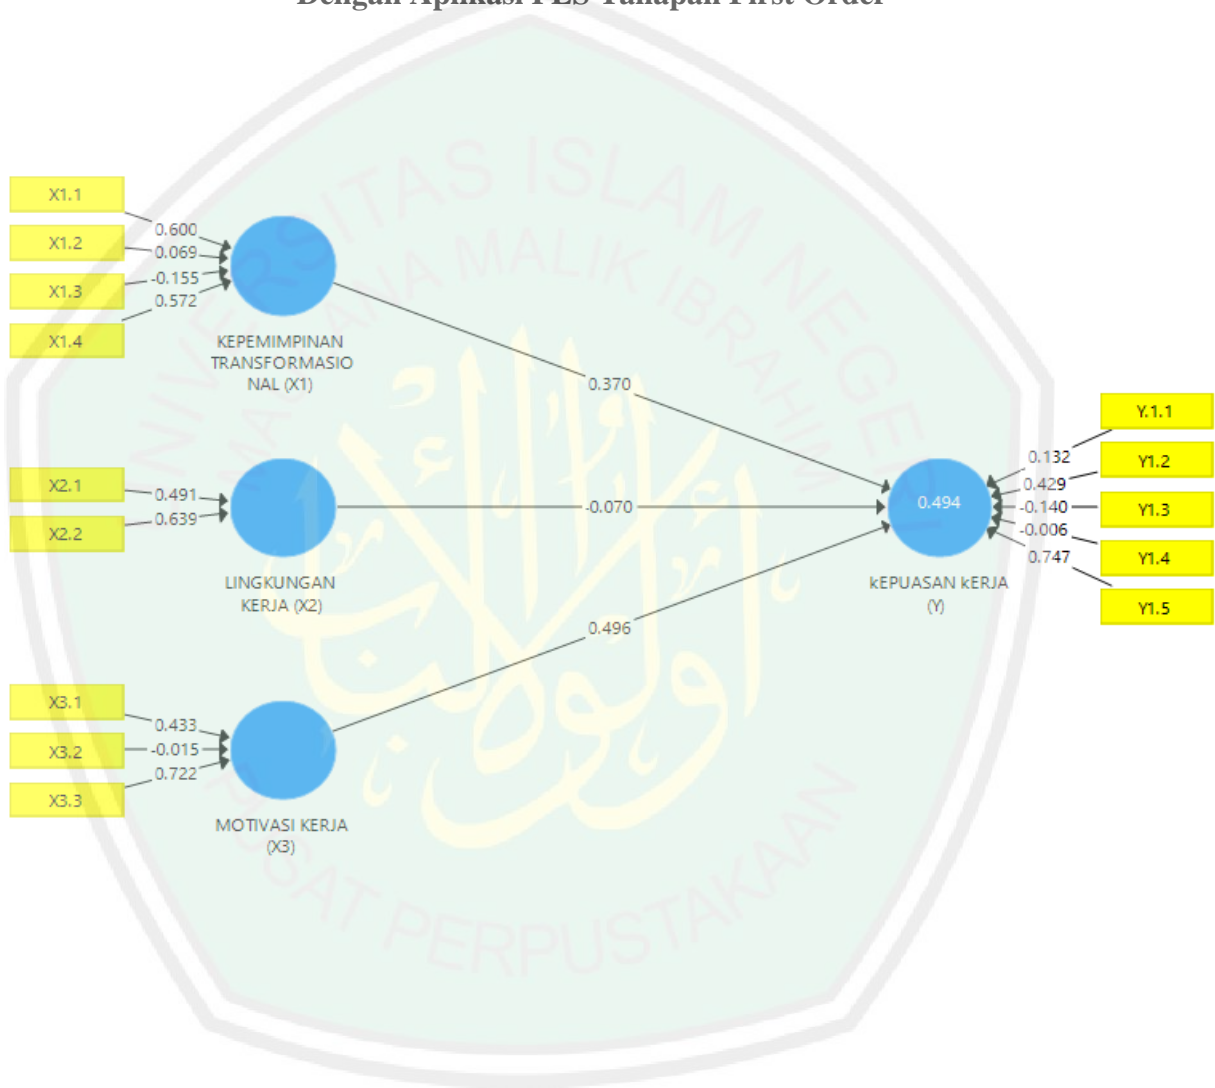 Dengan Aplikasi PLS Tahapan First Order
UNIVERSITAS ISLAM NEGERI
MAULANA MALIK IBRAHIM
PUSAT PERPUSTAKAAN
X1.1
X1.2
X1.3
X1.4
0.600
0.069
-0.155
0.572
KEPEMIMPINAN
TRANSFORMASIO
NAL (X1)
0.370
X2.1
X2.2
0.491
0.639
LINGKUNGAN
KERJA (X2)
-0.070
X3.1
X3.2
X3.3
0.433
-0.015
0.722
MOTIVASI KERJA
(X3)
0.496
0.494
kEPUASAN kERJA
(Y)
0.132
0.429
-0.140
-0.006
0.747
Y.1.1
Y1.2
Y1.3
Y1.4
Y1.5